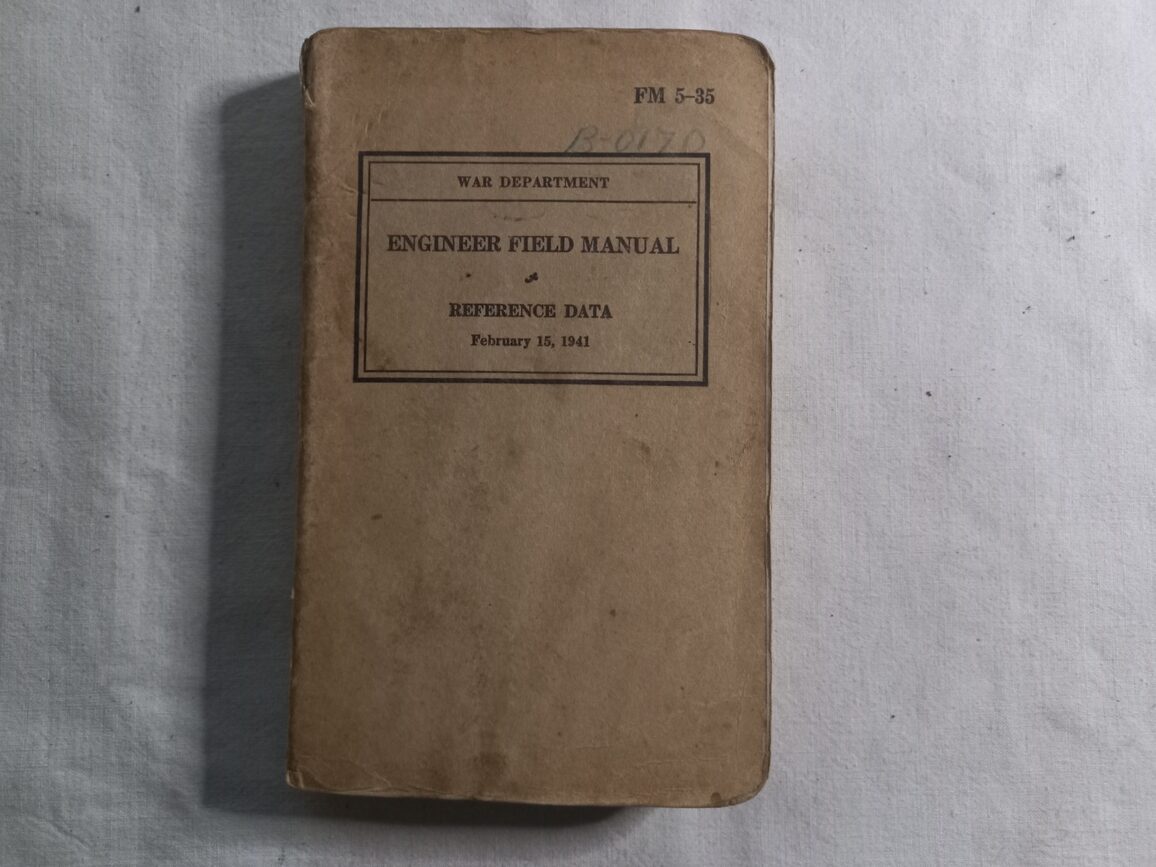 FM 5–35
B-0170
WAR DEPARTMENT
ENGINEER FIELD MANUAL
REFERENCE DATA
February 15, 1941